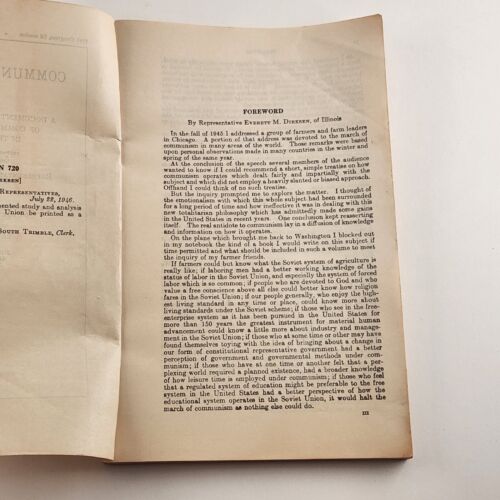 COMMUN
N 729
RKSEN]
REPRESENTATIVES,
July 22, 1946.
mented study and analysis
Union be printed as a
SOUTH TRIMBLE, Clerk.
FOREWORD
By Representative EVERETT M. DIRKSEN, of Illinois
In the fall of 1945 I addressed a group of farmers and farm leaders
in Chicago. A portion of that address was devoted to the march of
communism in many areas of the world. Those remarks were based
upon personal observations made in many countries in the winter and
spring of the same year.
At the conclusion of the speech several members of the audience
wanted to know if I could recommend a short, simple treatise on how
communism operates which dealt fairly and impartially with the
subject and which did not employ a heavily slanted or biased approach.
Offhand I could think of no such treatise.
But the inquiry prompted me to explore the matter. I thought of
the emotionalism with which this whole subject had been surrounded
for a long period of time and how ineffective it was in dealing with this
new totalitarian philosophy which has admittedly made some gains
in the United States in recent years. One conclusion kept reasserting
itself. The real antidote to communism lay in a diffusion of knowledge
and information on how it operates.
On the plane which brought me back to Washington I blocked out
in my notebook the kind of a book I would write on this subject if
time permitted and what should be included in such a volume to meet
the inquiry of my farmer friends.
If farmers could but know what the Soviet system of agriculture is
really like; if laboring men had a better working knowledge of the
status of labor in the Soviet Union, and especially the system of forced
labor which is so common; if people who are devoted to God and who
value a free conscience above all else could better know how religion
fares in the Soviet Union; if our people generally, who enjoy the high-
est living standard in any time or place, could know more about
living standards under the Soviet scheme; if those who see in the free-
enterprise system as it has been pursued in the United States for
more than 150 years the greatest instrument for material human
advancement could know a little more about industry and manage-
ment in the Soviet Union; if those who at some time or other may have
found themselves toying with the idea of bringing about a change in
our form of constitutional representative government had a better
perception of government and governmental methods under com-
munism; if those who have at one time or another felt that a per-
plexing world required a planned existence, had a broader knowledge
of how leisure time is employed under communism; if those who feel
that a regulated system of education might be preferable to the free
system in the United States had a better perspective of how the
educational system operates in the Soviet Union, it would halt the
march of communism as nothing else could do.
III